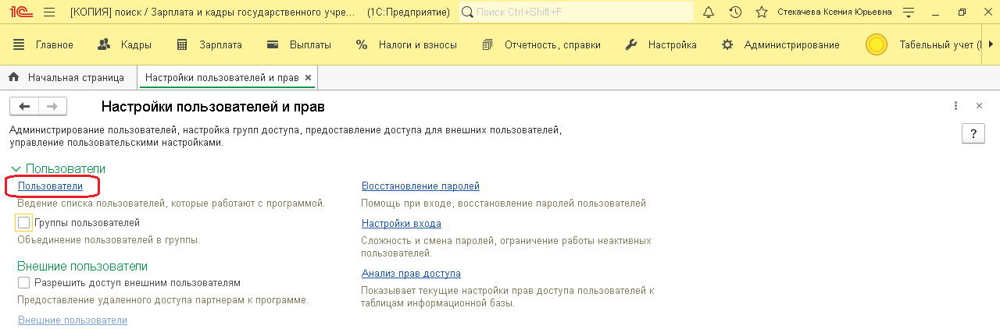 1С [КОПИЯ] поиск / Зарплата и кадры государственного учре... (1С:Предприятие) Поиск Ctrl+Shift+F Стекачева Ксения Юрьевна
Главное Кадры Зарплата Выплаты % Налоги и взносы Отчетность, справки Настройка Администрирование Табельный учет (
Начальная страница Настройки пользователей и прав ×
Настройки пользователей и прав
Администрирование пользователей, настройка групп доступа, предоставление доступа для внешних пользователей,
управление пользовательскими настройками.
?
Пользователи
Пользователи
Ведение списка пользователей, которые работают с программой.
Группы пользователей
Объединение пользователей в группы.
Внешние пользователи
Разрешить доступ внешним пользователям
Предоставление удаленного доступа партнерам к программе.
Внешние пользователи
Восстановление паролей
Помощь при входе, восстановление паролей пользователей
Настройки входа
Сложность и смена паролей, ограничение работы неактивных
пользователей.
Анализ прав доступа
Показывает текущие настройки прав доступа пользователей к
таблицам информационной базы.